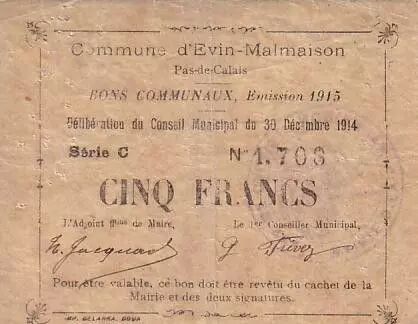 Commune d'Evin-Malmaison
Pas-de-Calais
BONS COMMUNAUX, Emission 1915
Délibération du Conseil Municipal du 30 Décembre 1914
Série C N° 1.703
CINQ FRANCS
L'Adjoint ffons de Maire, Le 1er Conseiller Municipal,
Pour être valable, ce bon doit être revêtu du cachet de la
Mairie et des deux signatures.